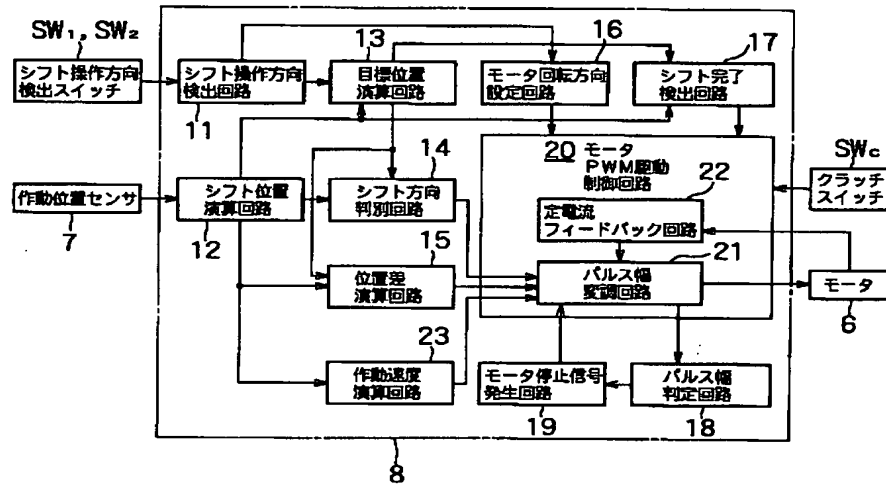 SW₁, SW₂
シフト操作方向
検出スイッチ
シフト操作方向
検出回路
11
13
目標位置
演算回路
16
モータ回転方向
設定回路
17
シフト完了
検出回路
作動位置センサ
7
シフト位置
演算回路
12
14
シフト方向
判別回路
15
位置差
演算回路
23
作動速度
演算回路
20 モータ
PWM駆動
制御回路
22
定電流
フィードバック回路
21
パルス幅
変調回路
モータ停止信号
発生回路
19
パルス幅
判定回路
18
SWc
クラッチ
スイッチ
モータ
6
8